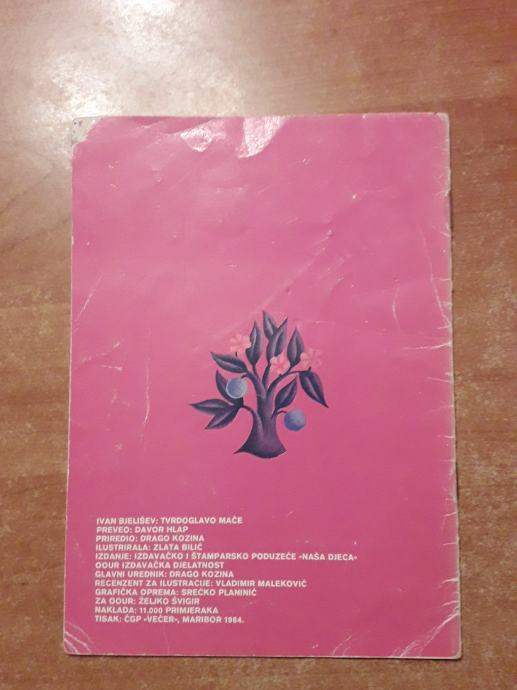 IVAN BJELIŠEV: TVRDOGLAVO MAČE
PREVEO: DAVOR HLAP
PRIREDIO: DRAGO KOZINA
ILUSTRIRALA: ZLATA BILIĆ
IZDANJE: IZDAVAČKO I ŠTAMPARSKO PODUZEĆE »NAŠA DJECA»
OOUR IZDAVAČKA DJELATNOST
GLAVNI UREDNIK: DRAGO KOZINA
RECENZENT ZA ILUSTRACIJE: VLADIMIR MALEKOVIĆ
GRAFIČKA OPREMA: SREĆKO PLANINIĆ
ZA OOUR: ŽELJKO ŠVIGIR
NAKLADA: 11.000 PRIMJERAKA
TISAK: ČGP »VEČER», MARIBOR 1984.